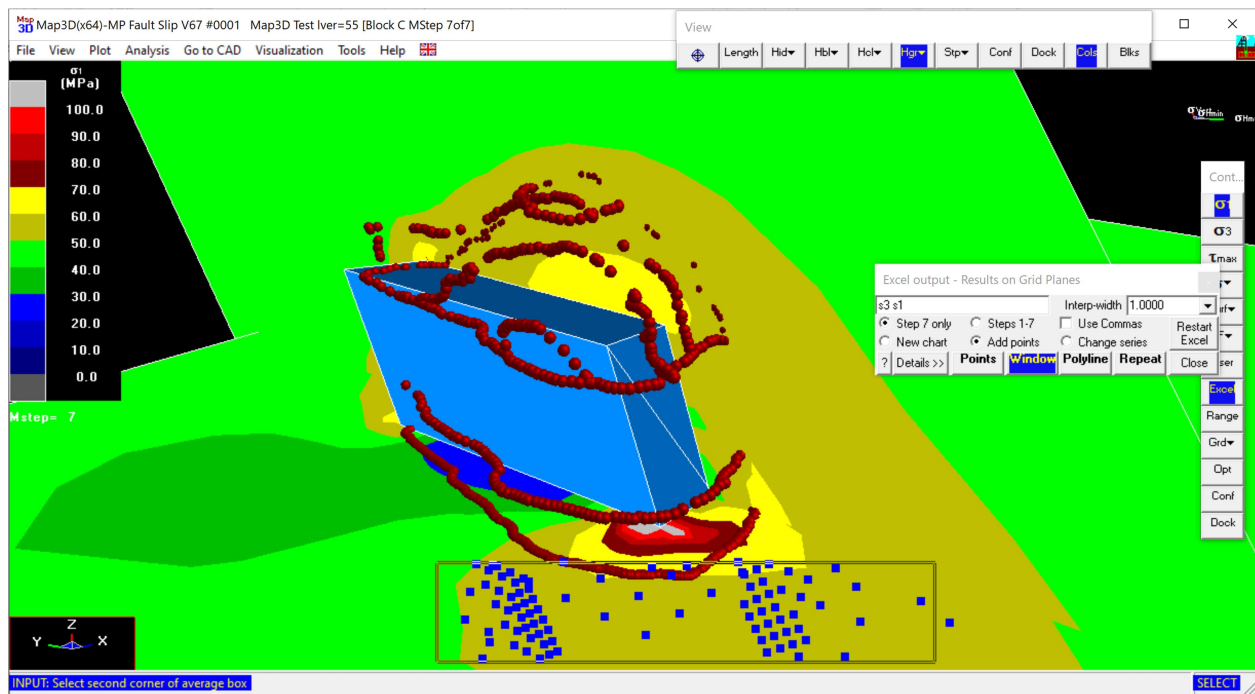 Map3D(x64)-MP Fault Slip V67 #0001 Map3D Test lver=55 [Block C MStep 7of7]
View
File View Plot Analysis Go to CAD Visualization Tools Help
Length Hid▾ Hbl▾ Hcl▾ Hgr▾ Stp▾ Conf Dock Cols Blks
σ1
(MPa)
100.0
90.0
80.0
70.0
60.0
50.0
40.0
30.0
20.0
10.0
0.0
Mstep= 7
Cont...
σ1
σ3
τmax
Excel output - Results on Grid Planes
s3 s1 Interp-width 1.0000
Step 7 only Steps 1-7 Use Commas Restart Excel
New chart Add points Change series
? Details >> Points Window Polyline Repeat Close
Excel
Range
Grd▾
Opt
Conf
Dock
Z
Y X
INPUT: Select second corner of average box SELECT